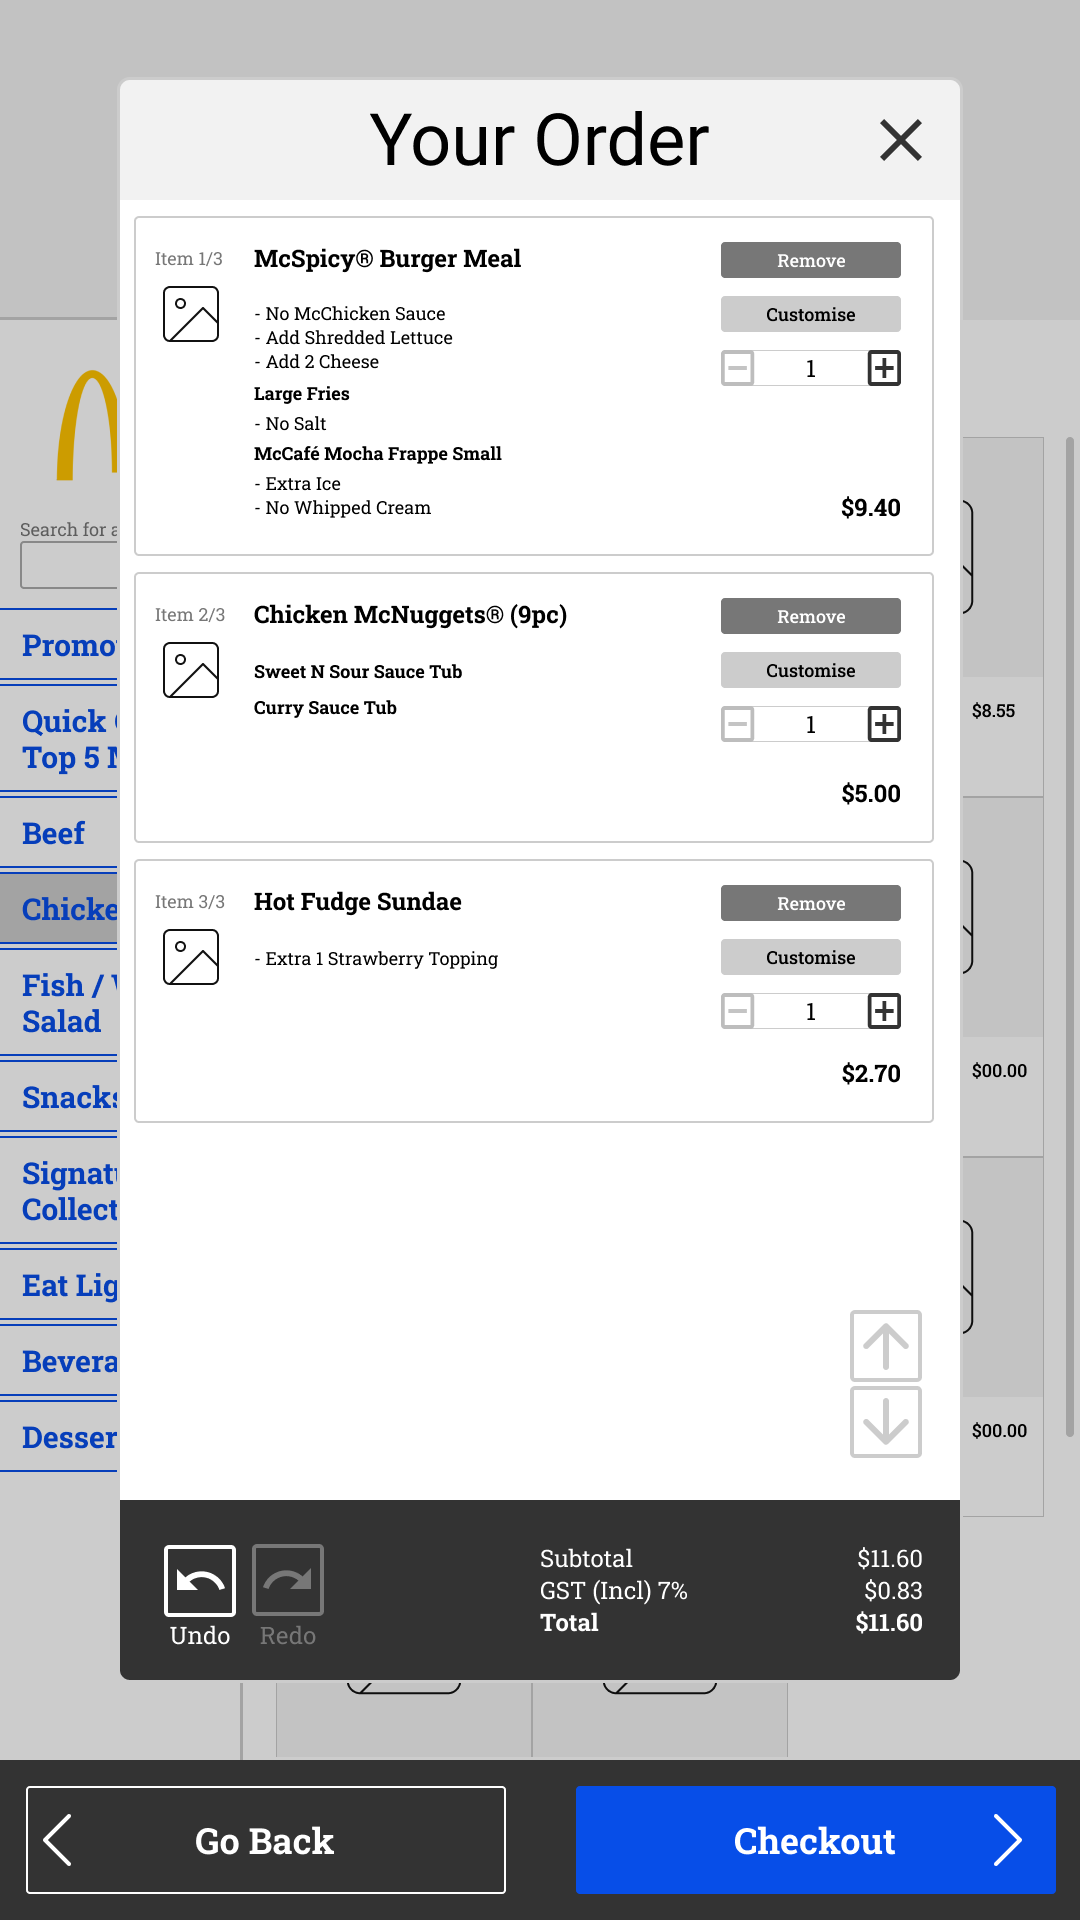 Your Order
Item 1/3
McSpicy® Burger Meal
Remove
- No McChicken Sauce
Customise
- Add Shredded Lettuce
- Add 2 Cheese
1
Large Fries
- No Salt
McCafé Mocha Frappe Small
- Extra Ice
- No Whipped Cream
$9.40
Item 2/3
Chicken McNuggets® (9pc)
Remove
Sweet N Sour Sauce Tub
Customise
Curry Sauce Tub
1
$5.00
Item 3/3
Hot Fudge Sundae
Remove
- Extra 1 Strawberry Topping
Customise
1
$2.70
Undo
Redo
Subtotal $11.60
GST (Incl) 7% $0.83
Total $11.60
Search for a
Promo
Quick
Top 5
Beef
Chicke
Fish /
Salad
Snacks
Signat
Collect
Eat Lig
Bevera
Desser
$8.55
$00.00
$00.00
Go Back
Checkout